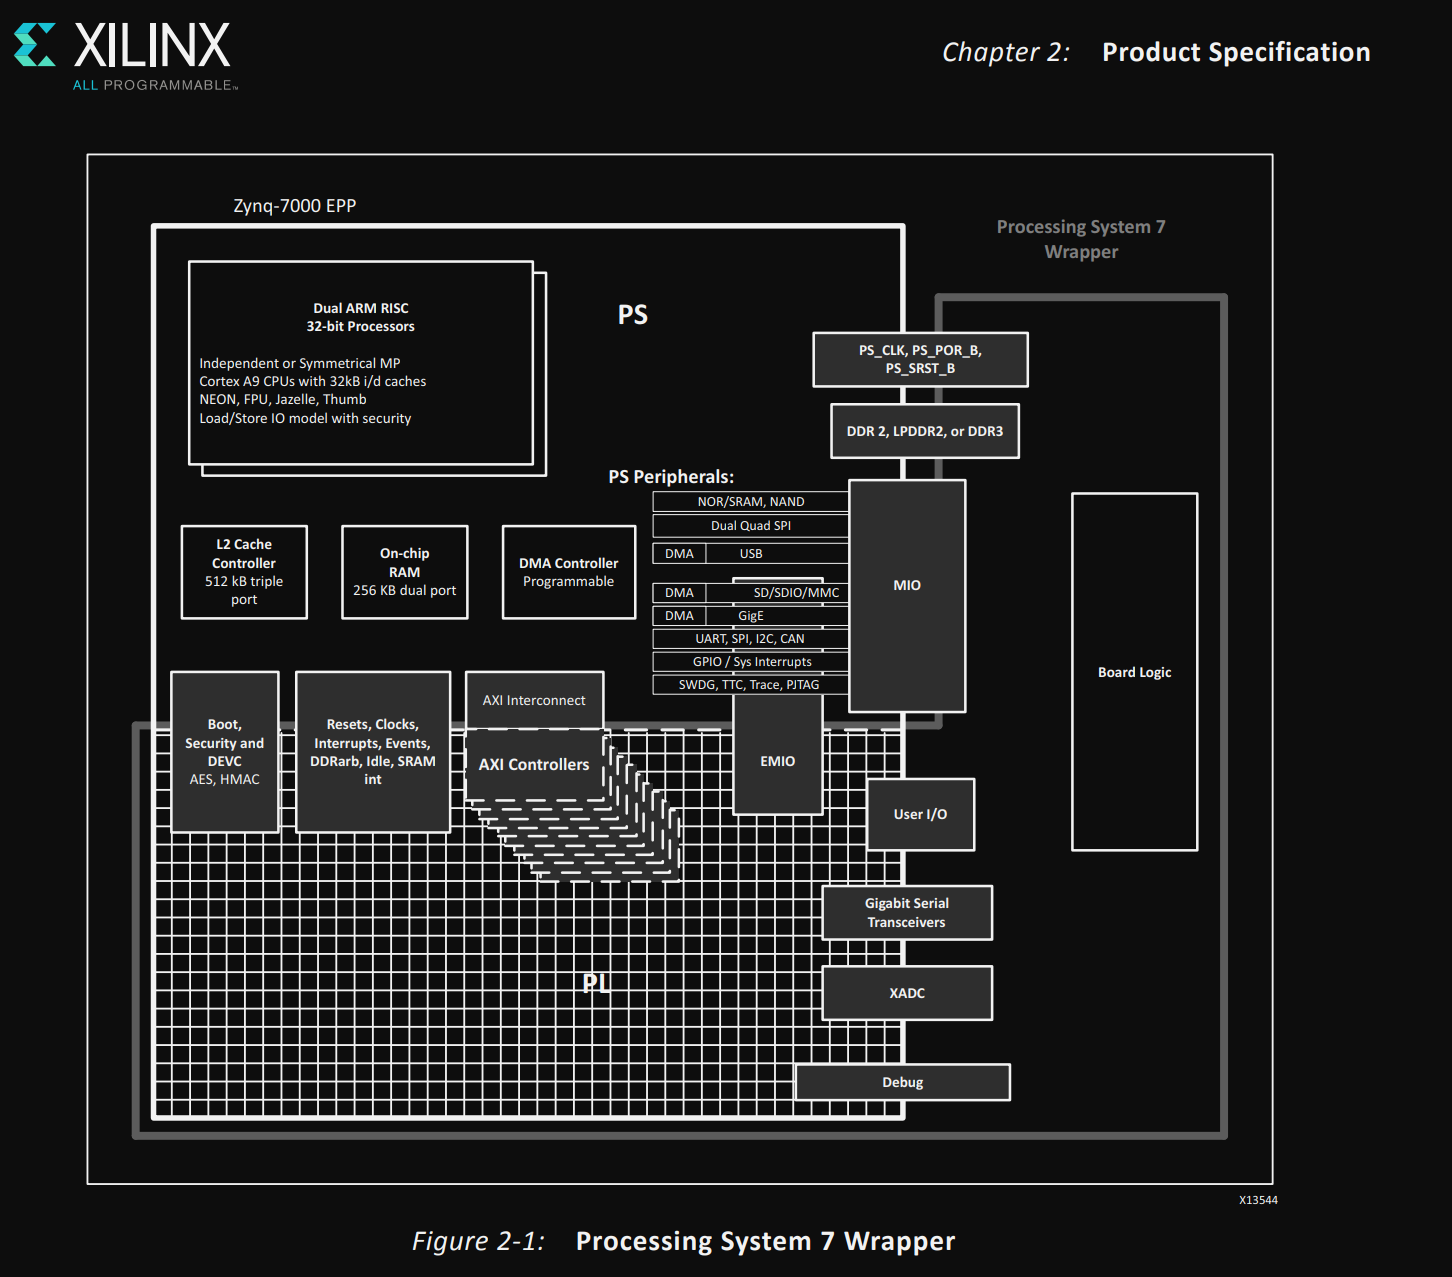 XILINX
ALL PROGRAMMABLE™
Chapter 2: Product Specification
Zynq-7000 EPP
Processing System 7
Wrapper
Dual ARM RISC
32-bit Processors
Independent or Symmetrical MP
Cortex A9 CPUs with 32kB i/d caches
NEON, FPU, Jazelle, Thumb
Load/Store IO model with security
PS
PS_CLK, PS_POR_B,
PS_SRST_B
DDR 2, LPDDR2, or DDR3
PS Peripherals:
NOR/SRAM, NAND
Dual Quad SPI
DMA USB
DMA SD/SDIO/MMC
DMA GigE
UART, SPI, I2C, CAN
GPIO / Sys Interrupts
SWDG, TTC, Trace, PJTAG
MIO
L2 Cache
Controller
512 kB triple
port
On-chip
RAM
256 KB dual port
DMA Controller
Programmable
Board Logic
Boot,
Security and
DEVC
AES, HMAC
Resets, Clocks,
Interrupts, Events,
DDRarb, Idle, SRAM
int
AXI Interconnect
AXI Controllers
EMIO
User I/O
Gigabit Serial
Transceivers
PL
XADC
Debug
X13544
Figure 2-1: Processing System 7 Wrapper